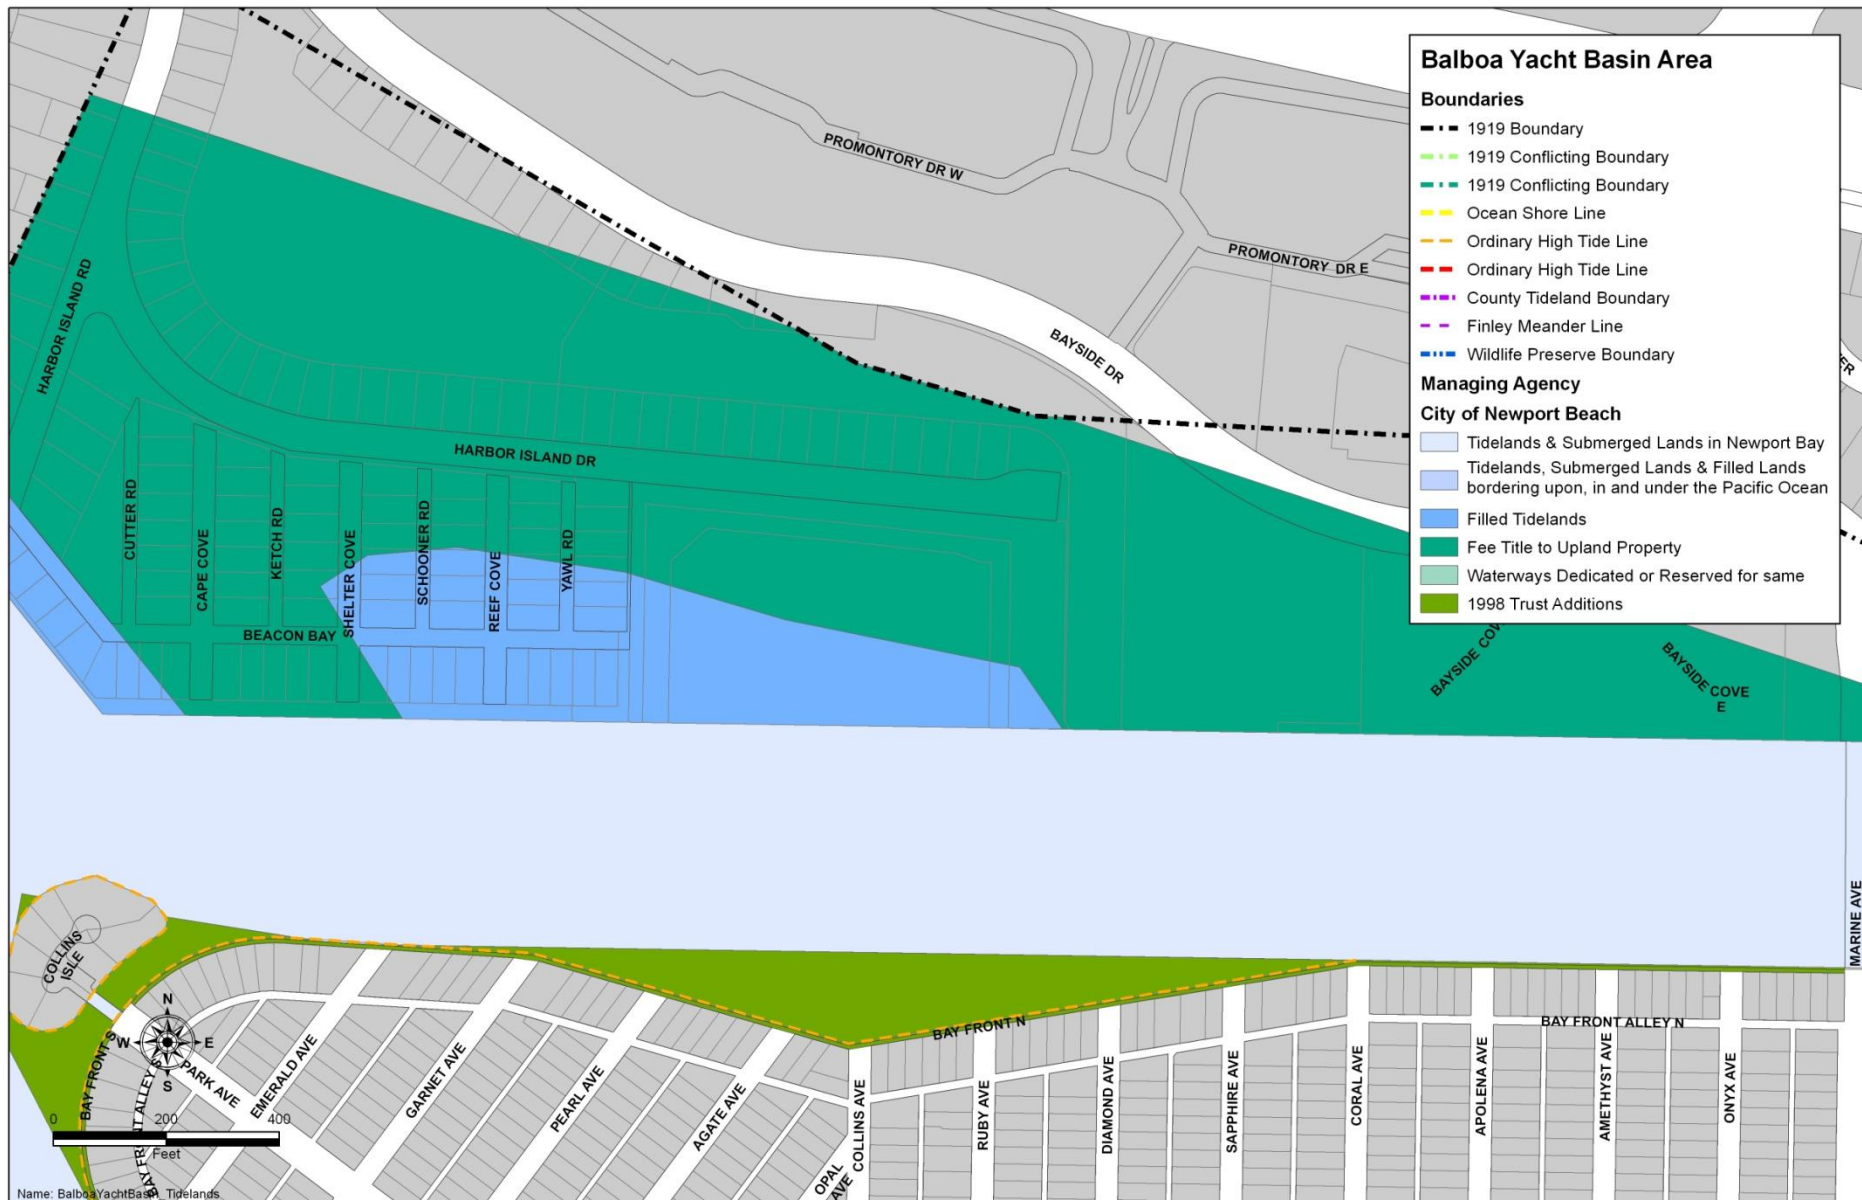 Balboa Yacht Basin Area
Boundaries
1919 Boundary
1919 Conflicting Boundary
1919 Conflicting Boundary
Ocean Shore Line
Ordinary High Tide Line
Ordinary High Tide Line
County Tideland Boundary
Finley Meander Line
Wildlife Preserve Boundary
Managing Agency
City of Newport Beach
Tidelands & Submerged Lands in Newport Bay
Tidelands, Submerged Lands & Filled Lands
bordering upon, in and under the Pacific Ocean
Filled Tidelands
Fee Title to Upland Property
Waterways Dedicated or Reserved for same
1998 Trust Additions
PROMONTORY DR W
PROMONTORY DR E
BAYSIDE DR
HARBOR ISLAND RD
HARBOR ISLAND DR
CUTTER RD
CAPE COVE
KETCH RD
SHELTER COVE
SCHOONER RD
REEF COVE
YAWL RD
BEACON BAY
BAYSIDE COV
BAYSIDE COVE
E
MARINE AVE
COLLINS
ISLE
N
W
E
S
BAY FRONT S
BAY FRONT ALLEY S
PARK AVE
EMERALD AVE
GARNET AVE
PEARL AVE
AGATE AVE
OPAL
AVE
COLLINS AVE
BAY FRONT N
RUBY AVE
DIAMOND AVE
SAPPHIRE AVE
CORAL AVE
APOLENA AVE
BAY FRONT ALLEY N
AMETHYST AVE
ONYX AVE
0 200 400
Feet
Name: BalboaYachtBasin_Tidelands